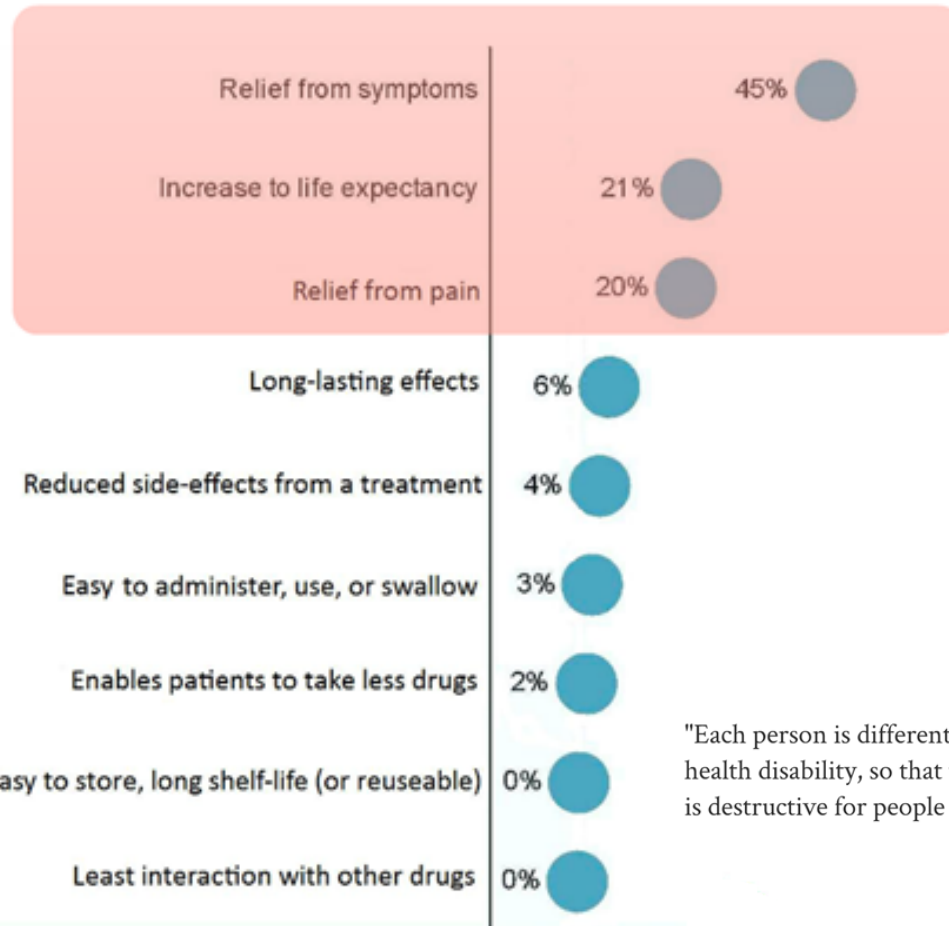 Relief from symptoms 45%
Increase to life expectancy 21%
Relief from pain 20%
Long-lasting effects 6%
Reduced side-effects from a treatment 4%
Easy to administer, use, or swallow 3%
Enables patients to take less drugs 2%
asy to store, long shelf-life (or reuseable) 0%
Least interaction with other drugs 0%
"Each person is different
health disability, so that
is destructive for people